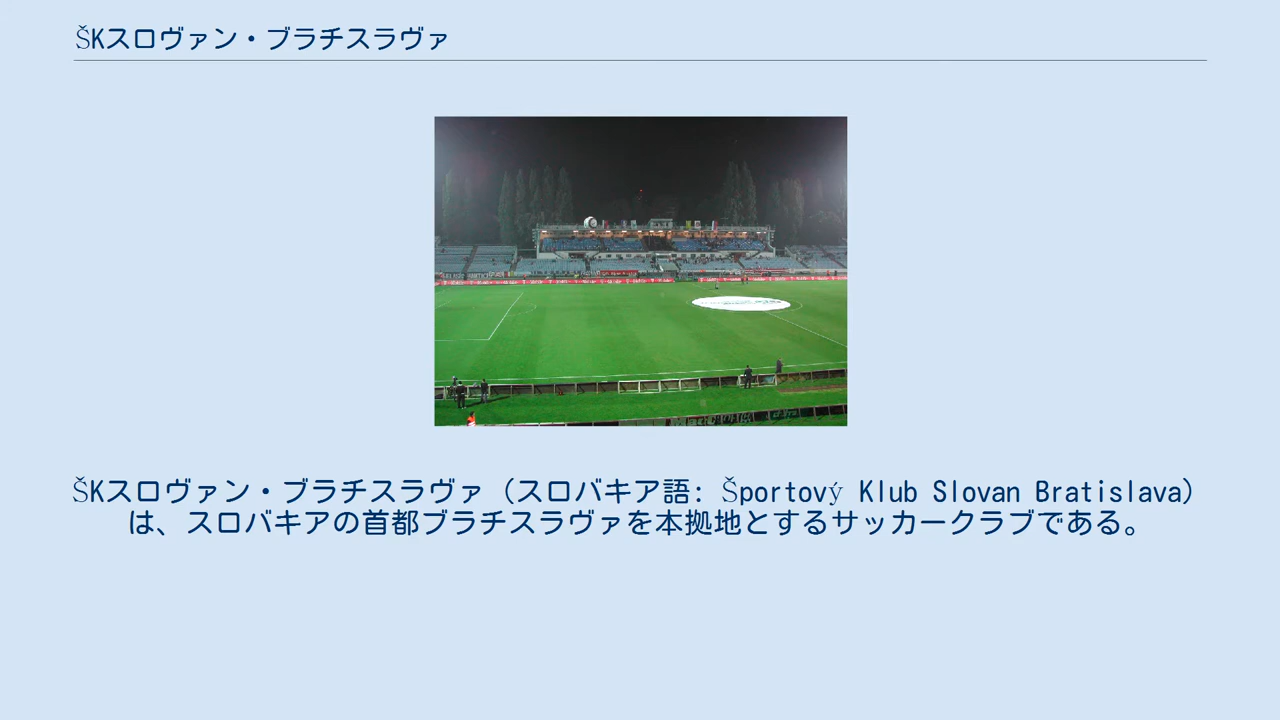 ŠKスロヴァン・ブラチスラヴァ
ŠKスロヴァン・ブラチスラヴァ（スロバキア語: Športový Klub Slovan Bratislava）
は、スロバキアの首都ブラチスラヴァを本拠地とするサッカークラブである。